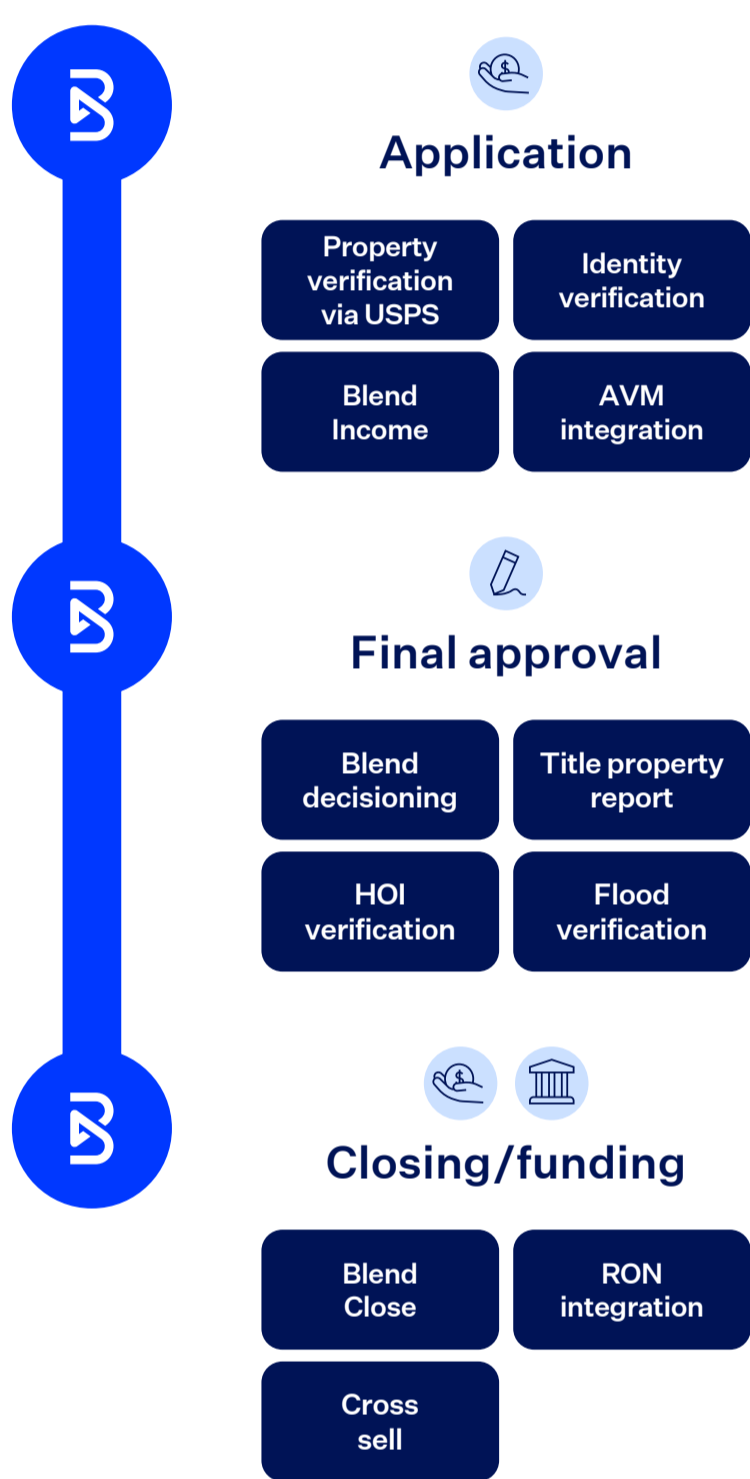 Application
Property
verification
via USPS
Identity
verification
Blend
Income
AVM
integration
Final approval
Blend
decisioning
Title property
report
HOI
verification
Flood
verification
Closing/funding
Blend
Close
RON
integration
Cross
sell